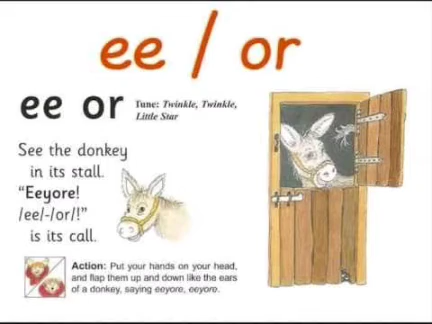 ee / or
ee or
Tune: Twinkle, Twinkle,
Little Star
See the donkey
in its stall.
“Eeyore!
/ee/-/or/!”
is its call.
Action: Put your hands on your head,
and flap them up and down like the ears
of a donkey, saying eeyore, eeyore.